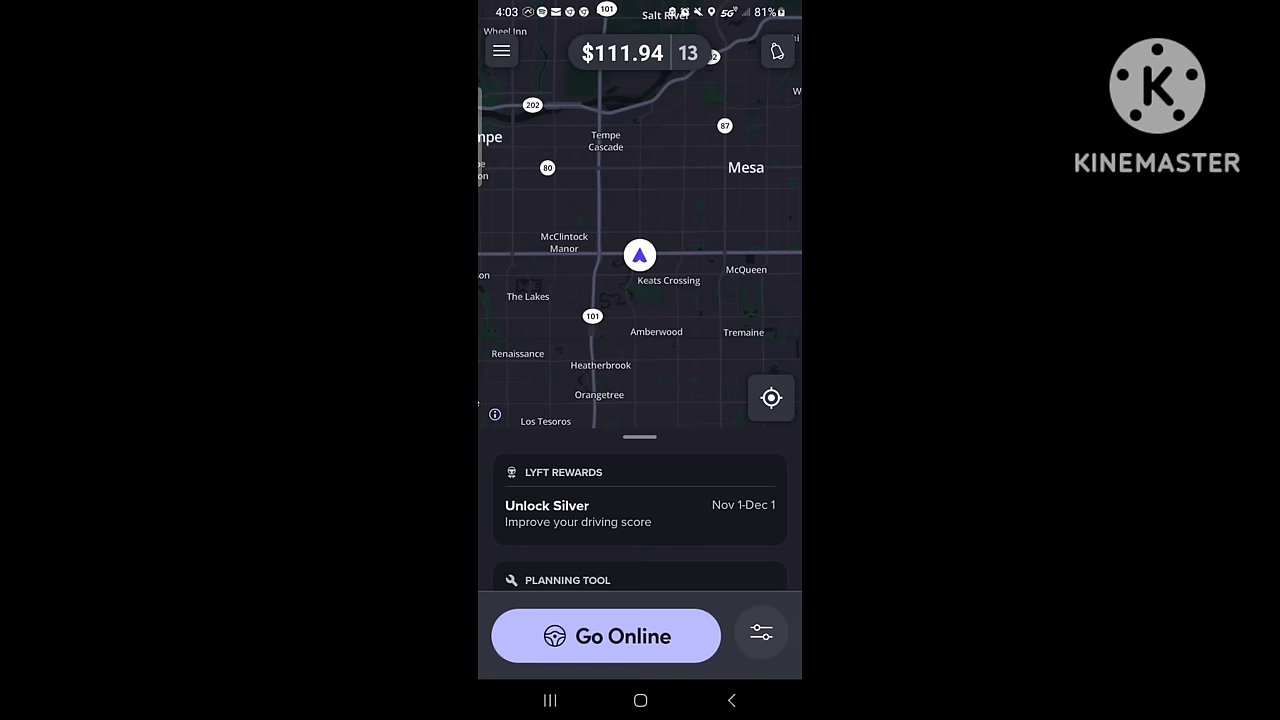 4:03
101
Salt River
5G
81%
Wheel Inn
$111.94 13
202
87
Tempe
Cascade
80
Mesa
McClintock
Manor
Keats Crossing
McQueen
The Lakes
101
Amberwood
Tremaine
Renaissance
Heatherbrook
Orangetree
Los Tesoros
LYFT REWARDS
Unlock Silver
Nov 1-Dec 1
Improve your driving score
PLANNING TOOL
Go Online
K
KINEMASTER